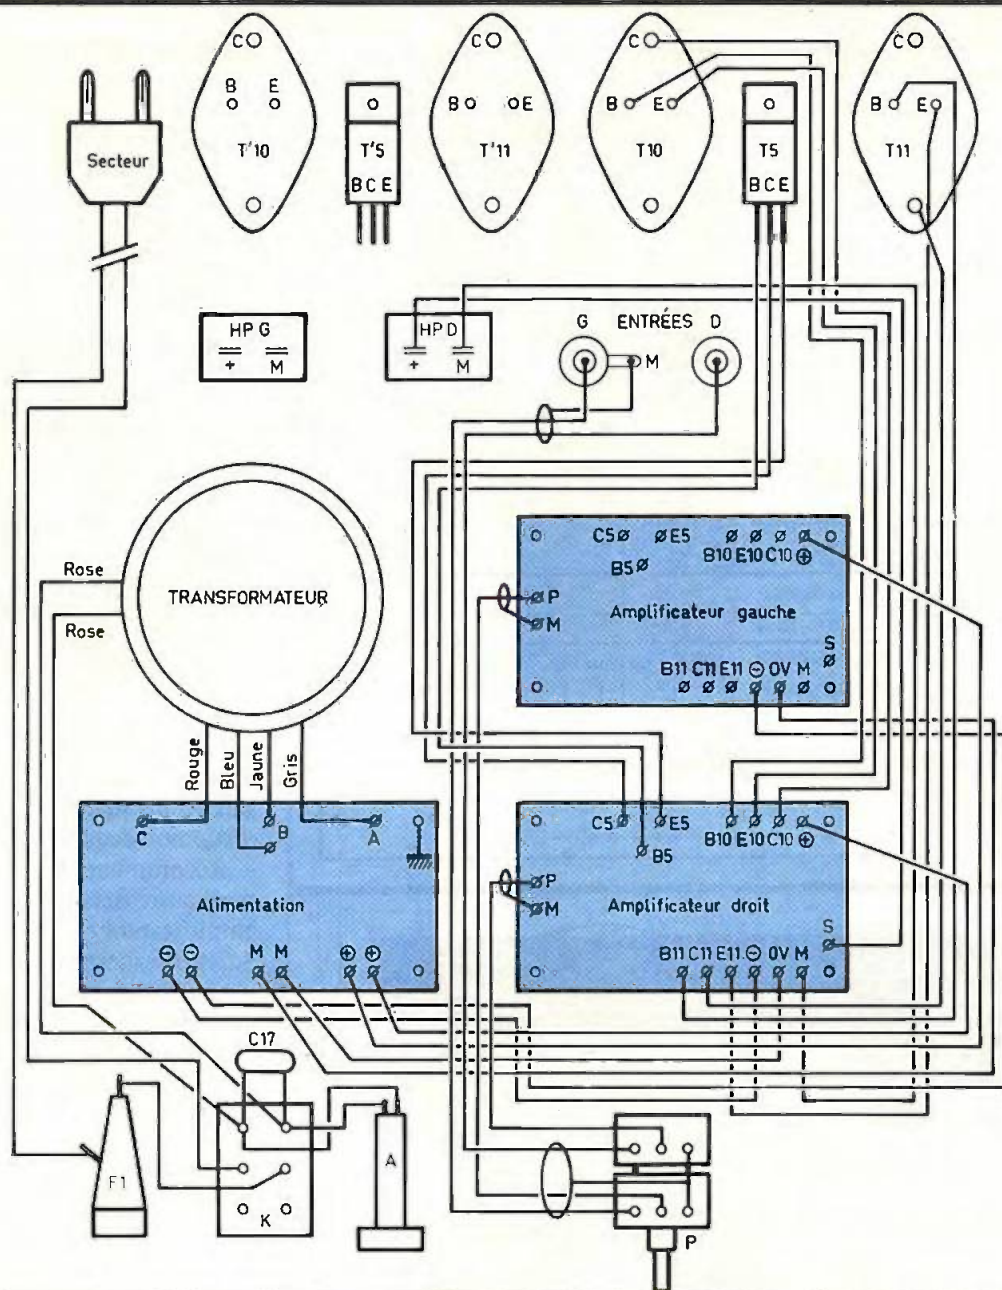 C C C C
B E B E B E B E
Secteur T'10 T'5 T'11 T10 T5 T11
B C E B C E
HP G HP D G ENTRÉES D
+ M + M M
C5 E5 B10 E10 C10 ⊕
B5
Rose
TRANSFORMATEUR
P Amplificateur gauche
Rose M
S
B11 C11 E11 ⊖ 0V M
Rouge Bleu Jaune Gris
C B A C5 E5 B10 E10 C10 ⊕
B5
P
Alimentation M Amplificateur droit
S
⊖ ⊖ M M ⊕ ⊕ B11 C11 E11 ⊖ 0V M
C17
F1 A
K
P